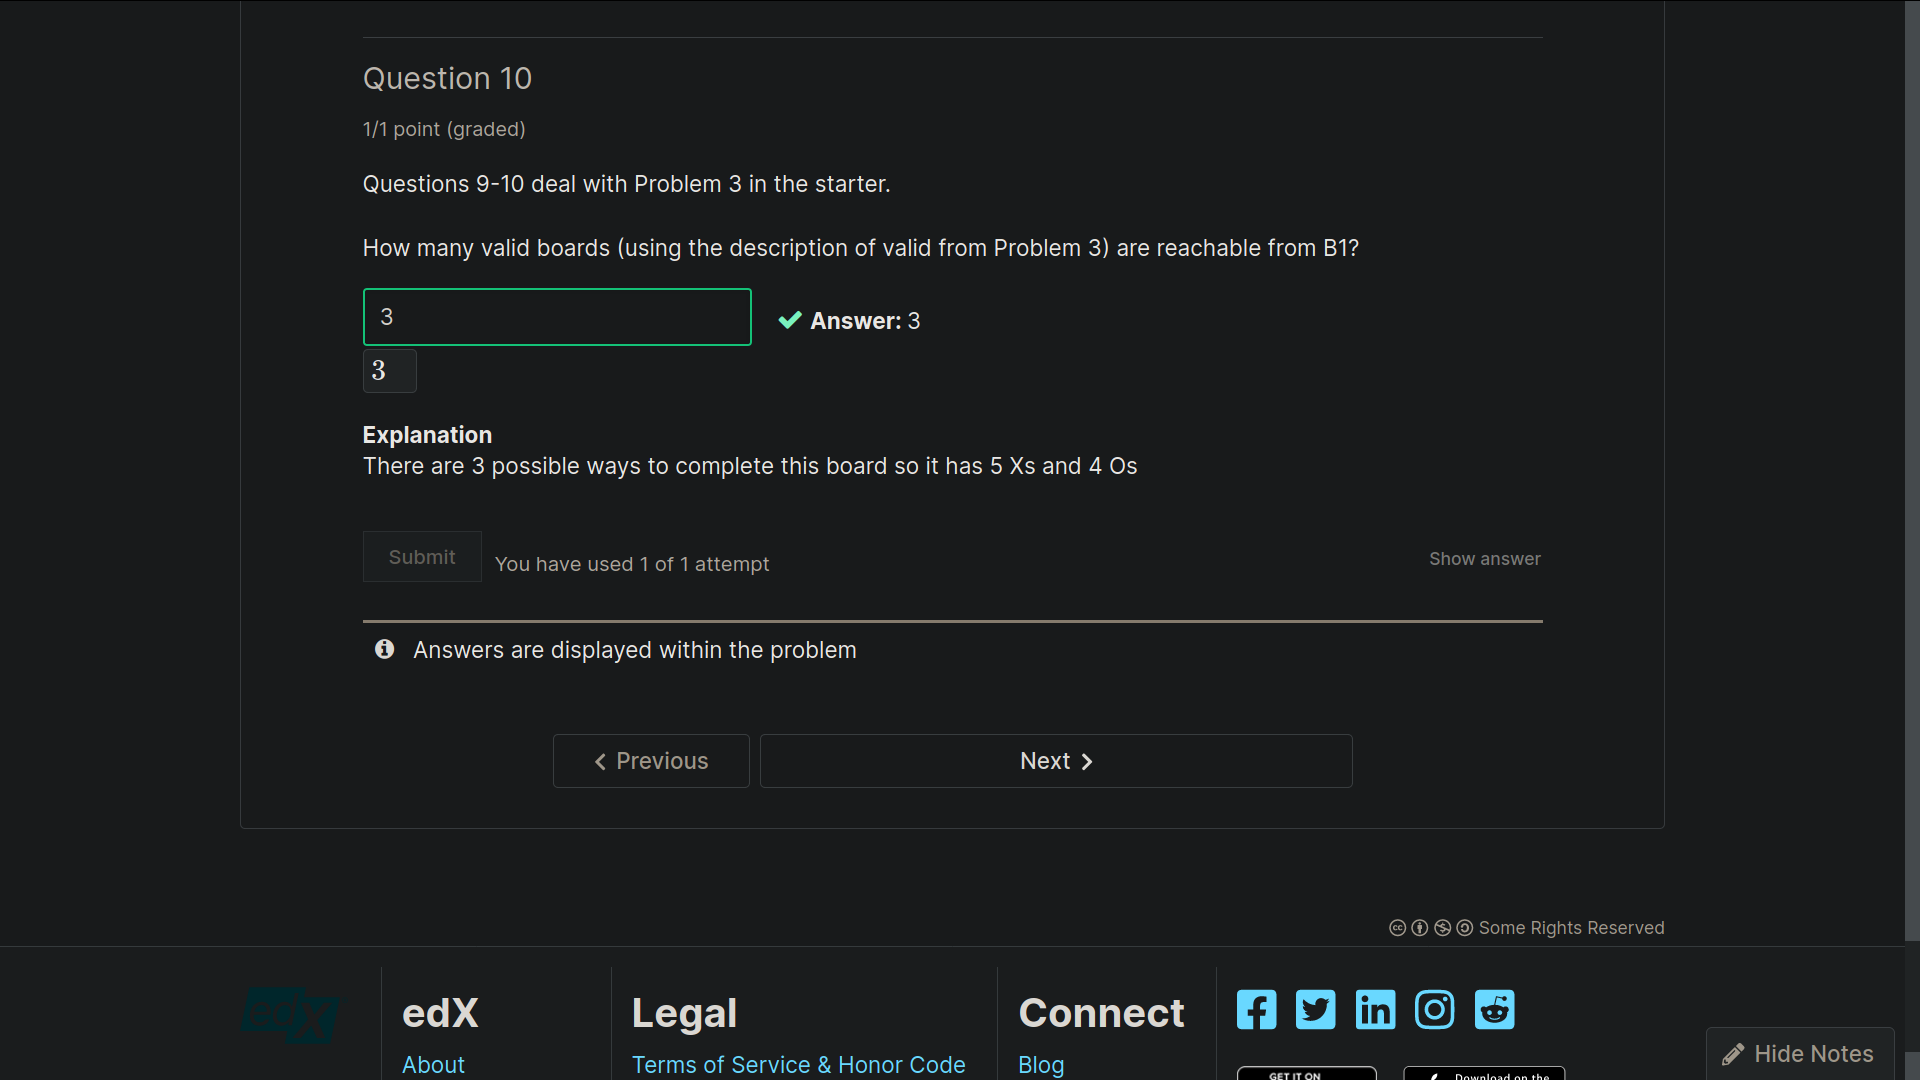 Question 10
1/1 point (graded)
Questions 9-10 deal with Problem 3 in the starter.
How many valid boards (using the description of valid from Problem 3) are reachable from B1?
3
Answer: 3
3
Explanation
There are 3 possible ways to complete this board so it has 5 Xs and 4 Os
Submit
You have used 1 of 1 attempt
Show answer
Answers are displayed within the problem
Previous
Next
Some Rights Reserved
edX
edX
Legal
Connect
About
Terms of Service & Honor Code
Blog
GET IT ON
Download on the
Hide Notes